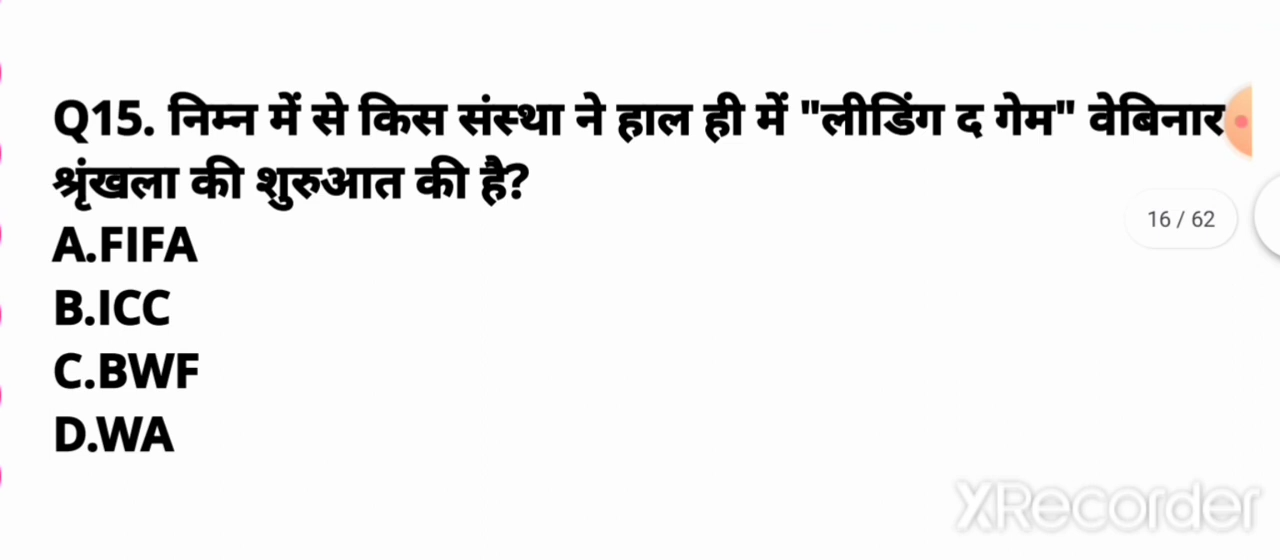 Q15. निम्न में से किस संस्था ने हाल ही में "लीडिंग द गेम" वेबिनार
श्रृंखला की शुरुआत की है?
A.FIFA
16 / 62
B.ICC
C.BWF
D.WA
XRecorder